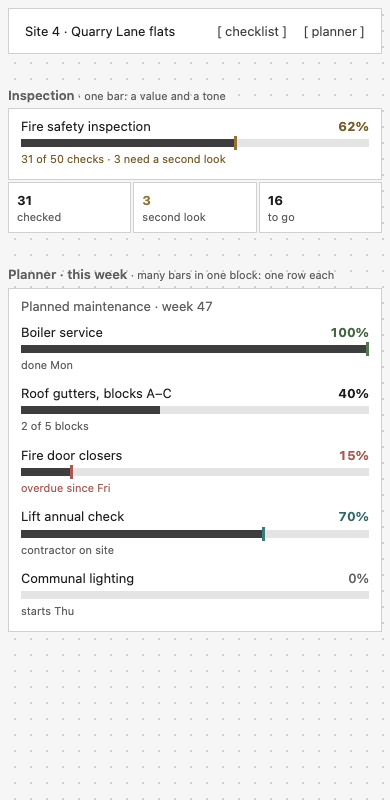 Site 4 · Quarry Lane flats [ checklist ] [ planner ]
Inspection · one bar: a value and a tone
Fire safety inspection 62%
31 of 50 checks · 3 need a second look
31 3 16
checked second look to go
Planner · this week · many bars in one block: one row each
Planned maintenance · week 47
Boiler service 100%
done Mon
Roof gutters, blocks A–C 40%
2 of 5 blocks
Fire door closers 15%
overdue since Fri
Lift annual check 70%
contractor on site
Communal lighting 0%
starts Thu